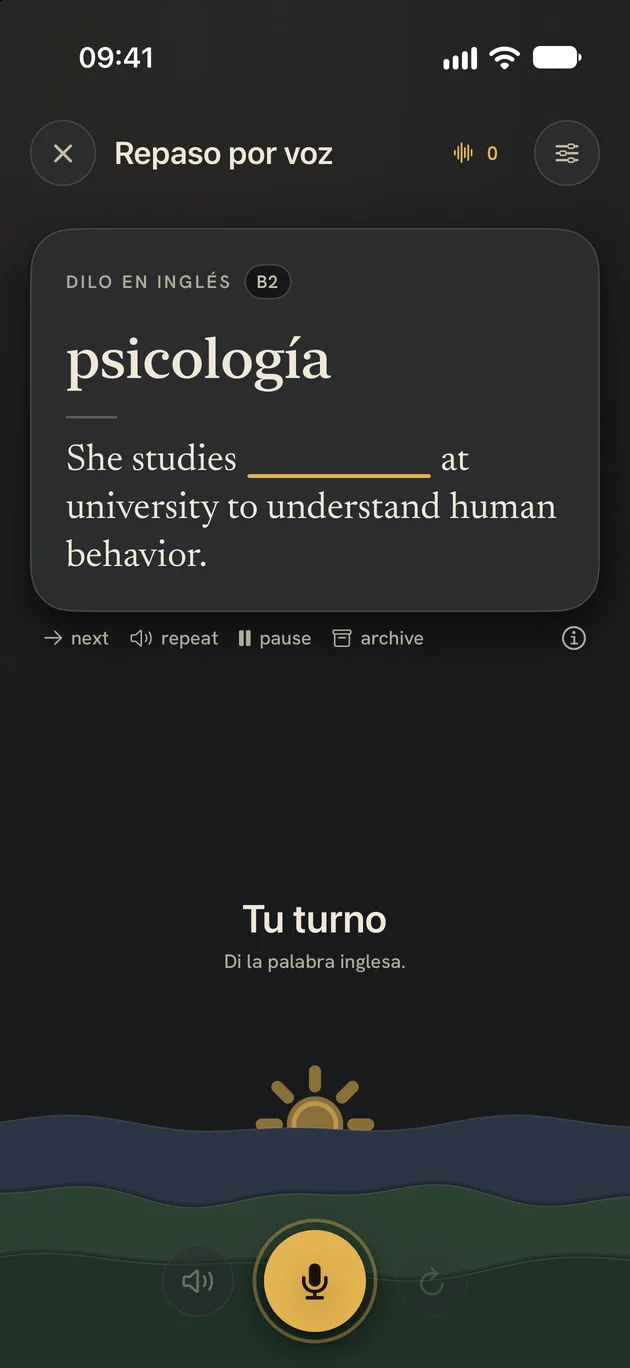 09:41
Repaso por voz
0
DILO EN INGLÉS B2
psicología
She studies __________ at
university to understand human
behavior.
next repeat pause archive
Tu turno
Di la palabra inglesa.